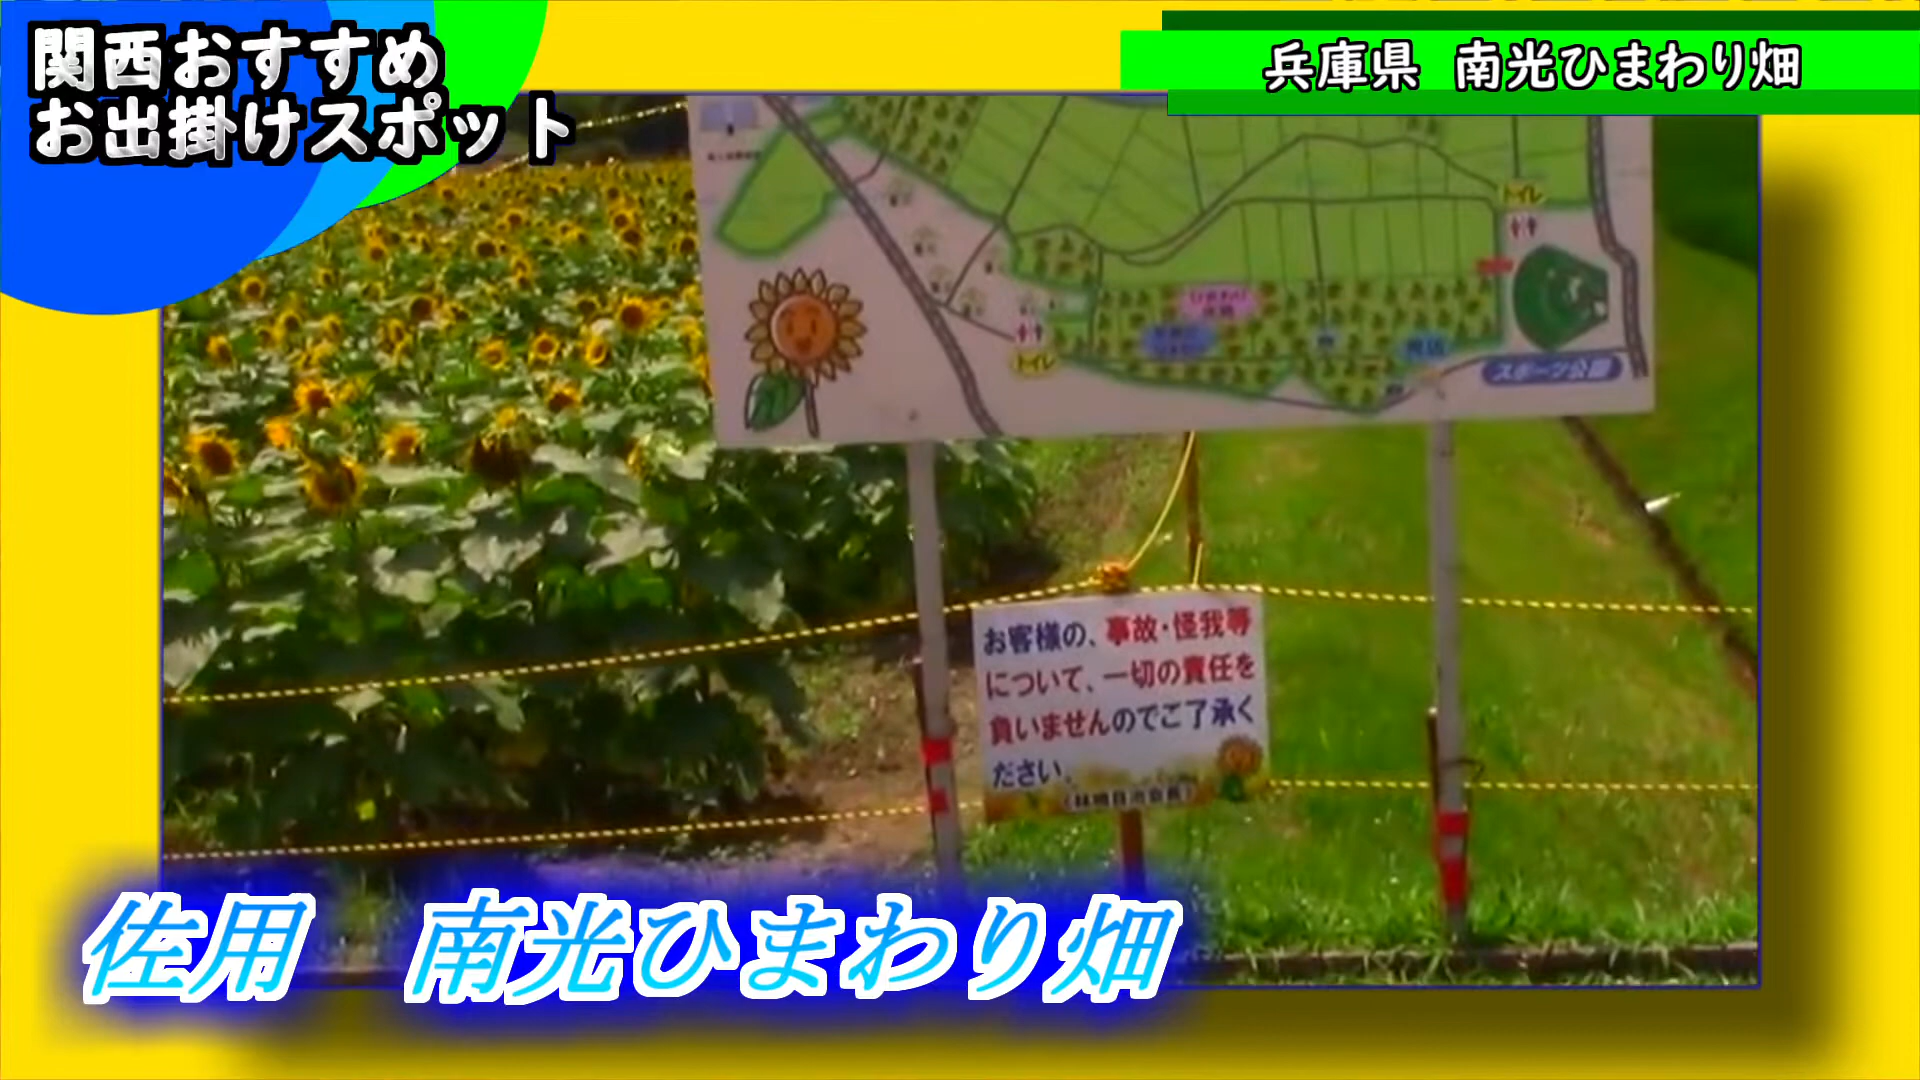 関西おすすめ
お出掛けスポット
兵庫県　南光ひまわり畑
トイレ
トイレ
スポーツ公園
お客様の、事故・怪我等
について、一切の責任を
負いませんのでご了承く
ださい。
佐用　南光ひまわり畑